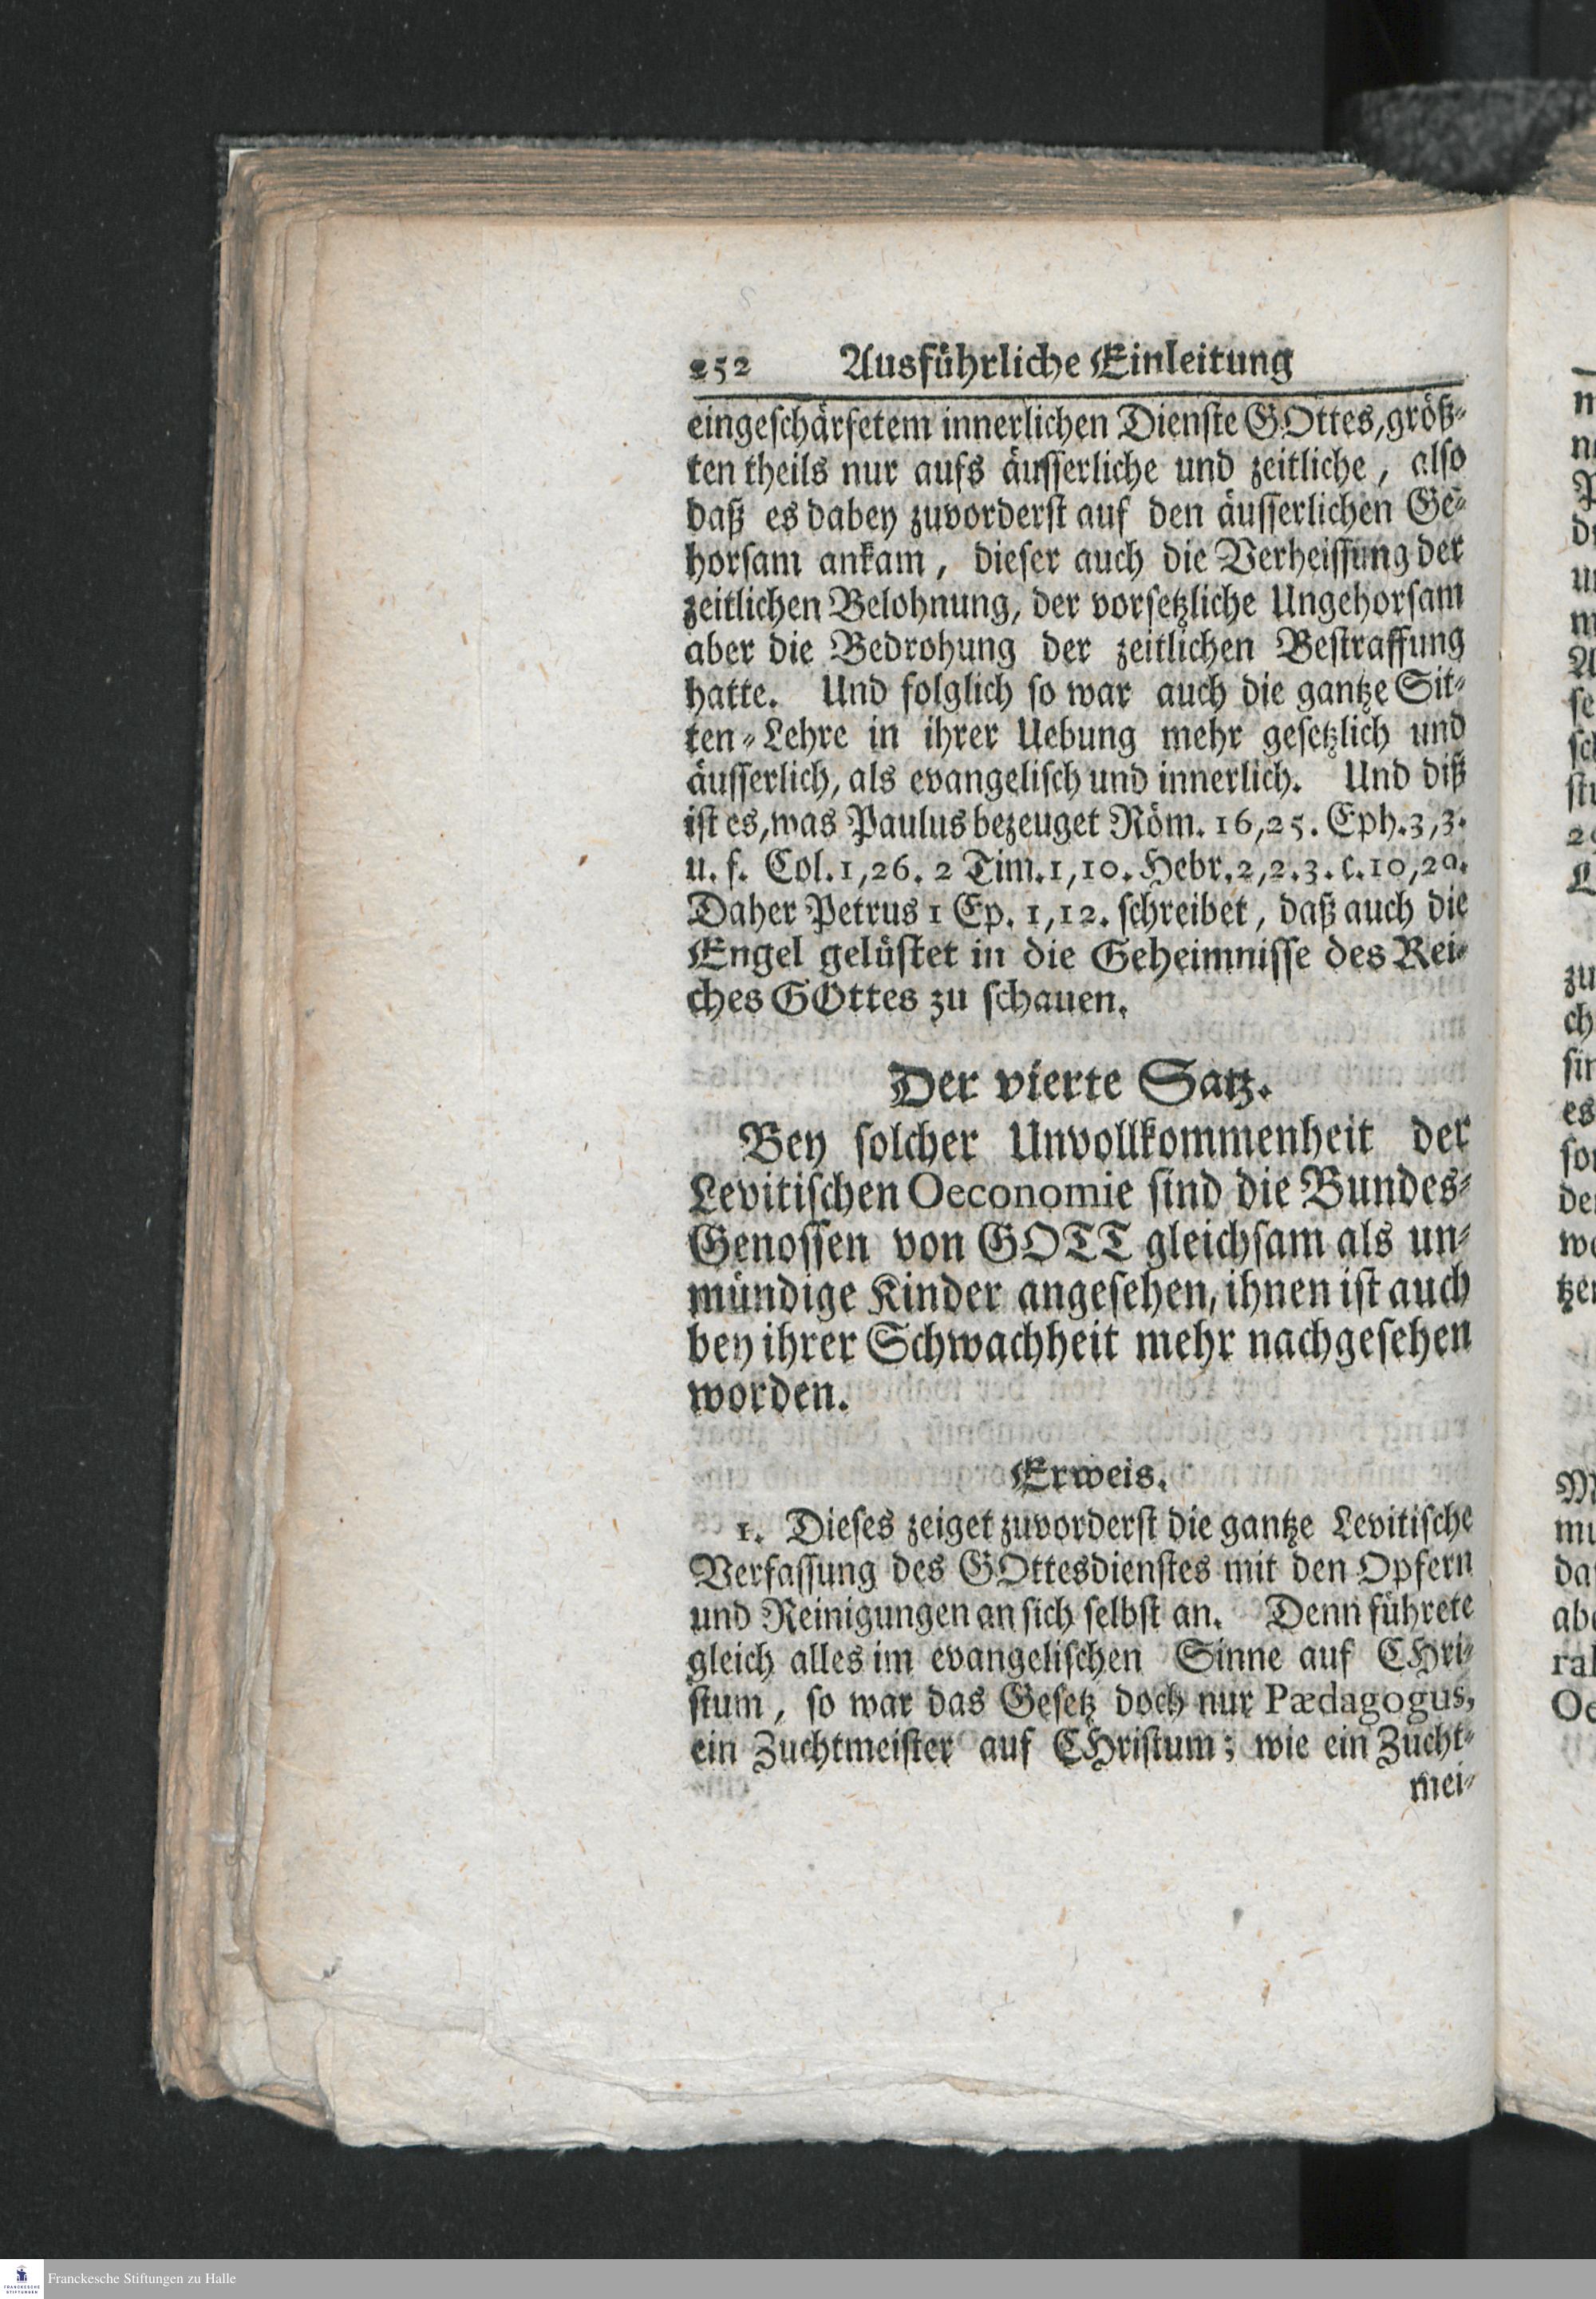 252 Ausführliche Einleitung
eingeschärfetem innerlichen Dienste GOttes, größ-
ten theils nur aufs äusserliche und zeitliche, also
daß es dabey zuvorderst auf den äusserlichen Ge-
horsam ankam, dieser auch die Verheissung der
zeitlichen Belohnung, der vorsetzliche Ungehorsam
aber die Bedrohung der zeitlichen Bestraffung
hatte. Und folglich so war auch die gantze Sit-
ten-Lehre in ihrer Uebung mehr gesetzlich und
äusserlich, als evangelisch und innerlich. Und diß
ist es, was Paulus bezeuget Röm. 16,25. Eph. 3,3.
u. f. Col. 1,26. 2 Tim. 1,10. Hebr. 2,2.3. c. 10,20.
Daher Petrus 1 Ep. 1,12. schreibet, daß auch die
Engel gelüstet in die Geheimnisse des Rei-
ches GOttes zu schauen.
Der vierte Satz.
Bey solcher Unvollkommenheit der
Levitischen Oeconomie sind die Bundes-
Genossen von GOTT gleichsam als un-
mündige Kinder angesehen, ihnen ist auch
bey ihrer Schwachheit mehr nachgesehen
worden.
Erweis.
1. Dieses zeiget zuvorderst die gantze Levitische
Verfassung des GOttesdienstes mit den Opfern
und Reinigungen an sich selbst an. Denn führete
gleich alles im evangelischen Sinne auf CHri-
stum, so war das Gesetz doch nur Pædagogus,
ein Zuchtmeister auf CHristum; wie ein Zucht-
mei-
Franckesche Stiftungen zu Halle